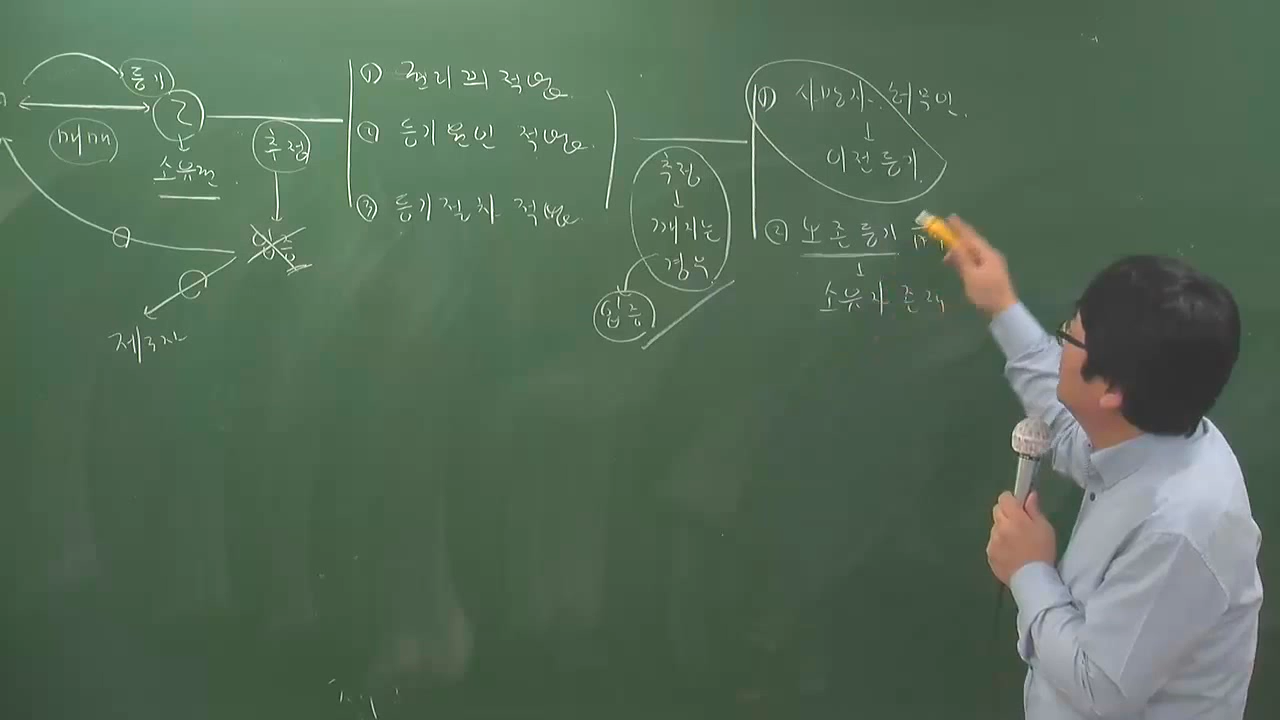 등기
매매
乙
소유권
추정
입증
제3자
① 권리의 적법
② 등기원인 적법
③ 등기절차 적법
추정
깨지는
경우
입증
① 사망자. 허무인
이전등기
② 보존등기
소유자 존재